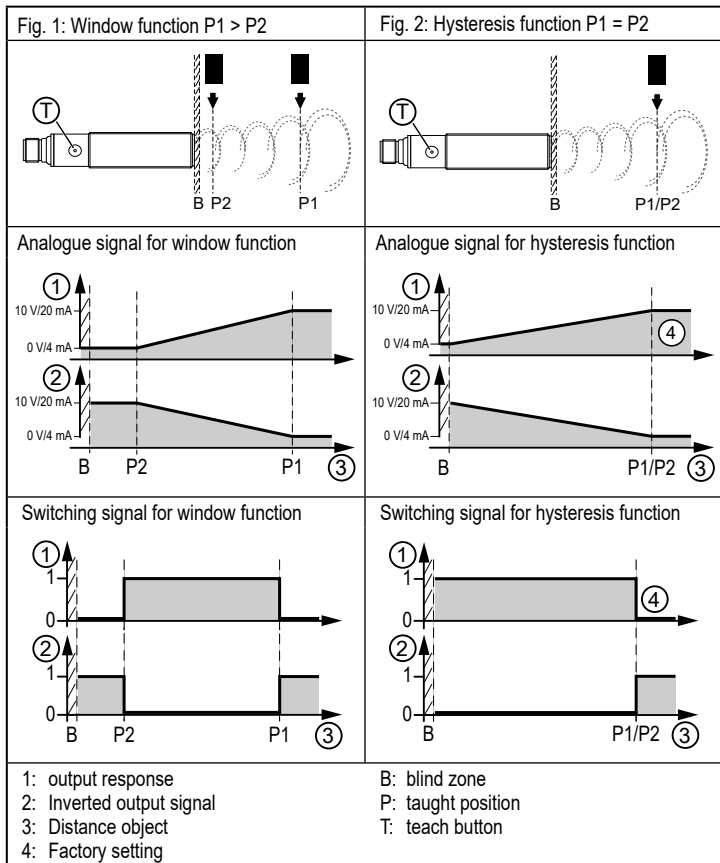 Fig. 1: Window function P1 > P2
Fig. 2: Hysteresis function P1 = P2
T
B P2 P1
T
B P1/P2
Analogue signal for window function
1
10 V/20 mA
0 V/4 mA
2
10 V/20 mA
0 V/4 mA
B P2 P1 3
Analogue signal for hysteresis function
1
10 V/20 mA
4
0 V/4 mA
2
10 V/20 mA
0 V/4 mA
B P1/P2 3
Switching signal for window function
1
1
0
2
1
0
B P2 P1 3
Switching signal for hysteresis function
1
1
4
0
2
1
0
B P1/P2 3
1: output response
2: Inverted output signal
3: Distance object
4: Factory setting
B: blind zone
P: taught position
T: teach button